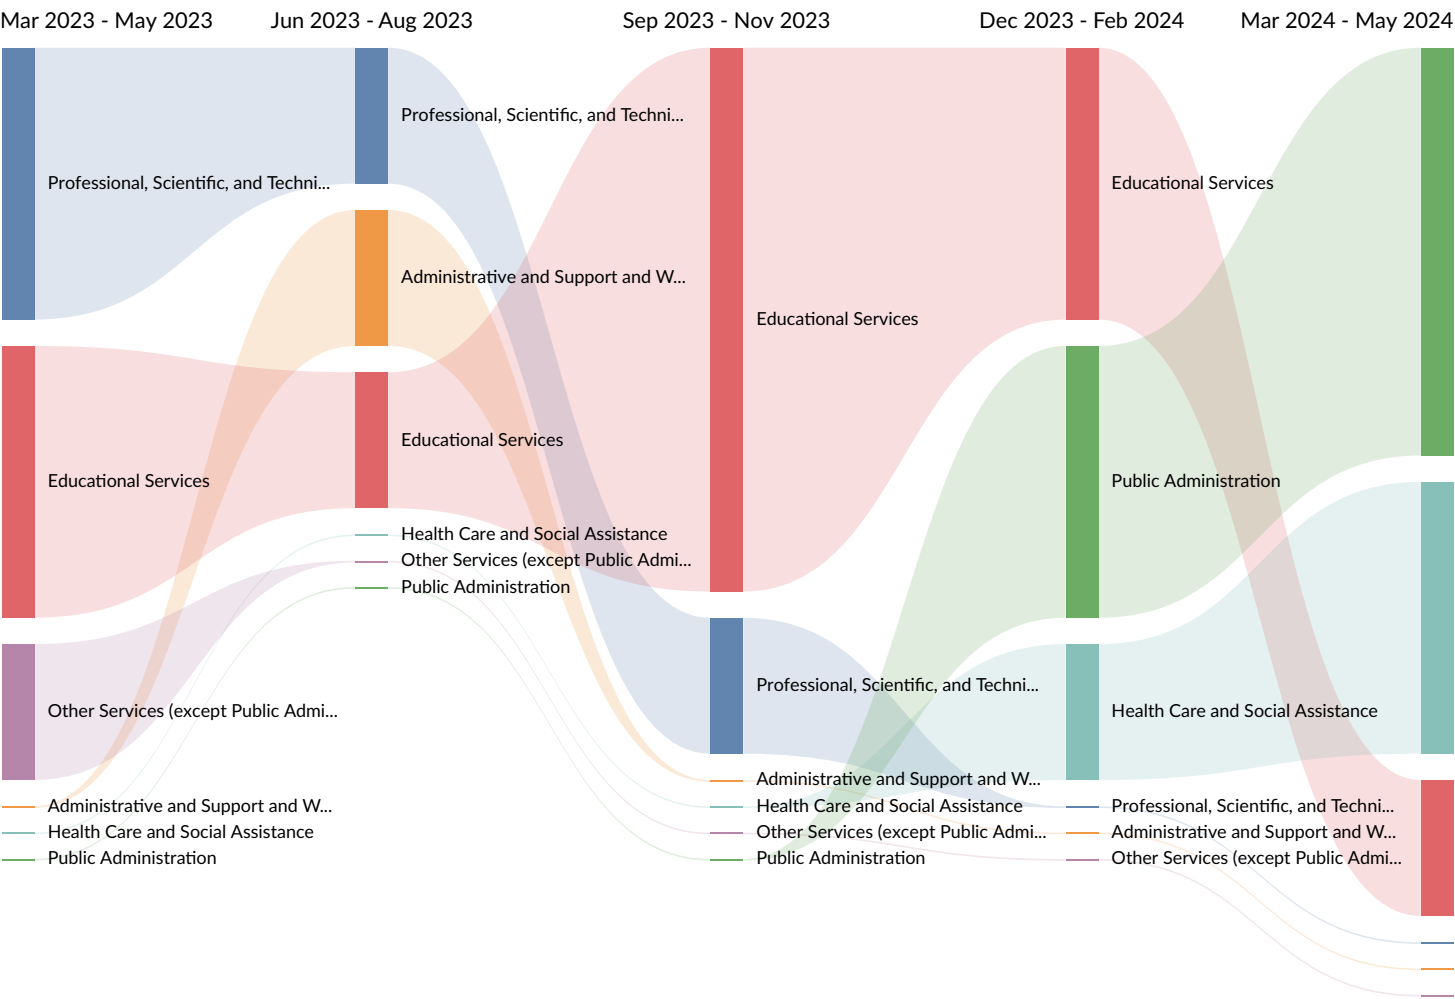 Mar 2023 - May 2023
Jun 2023 - Aug 2023
Sep 2023 - Nov 2023
Dec 2023 - Feb 2024
Mar 2024 - May 2024
Professional, Scientific, and Techni...
Educational Services
Other Services (except Public Admi...
Administrative and Support and W...
Health Care and Social Assistance
Public Administration
Professional, Scientific, and Techni...
Administrative and Support and W...
Educational Services
Health Care and Social Assistance
Other Services (except Public Admi...
Public Administration
Educational Services
Professional, Scientific, and Techni...
Administrative and Support and W...
Health Care and Social Assistance
Other Services (except Public Admi...
Public Administration
Educational Services
Public Administration
Health Care and Social Assistance
Professional, Scientific, and Techni...
Administrative and Support and W...
Other Services (except Public Admi...